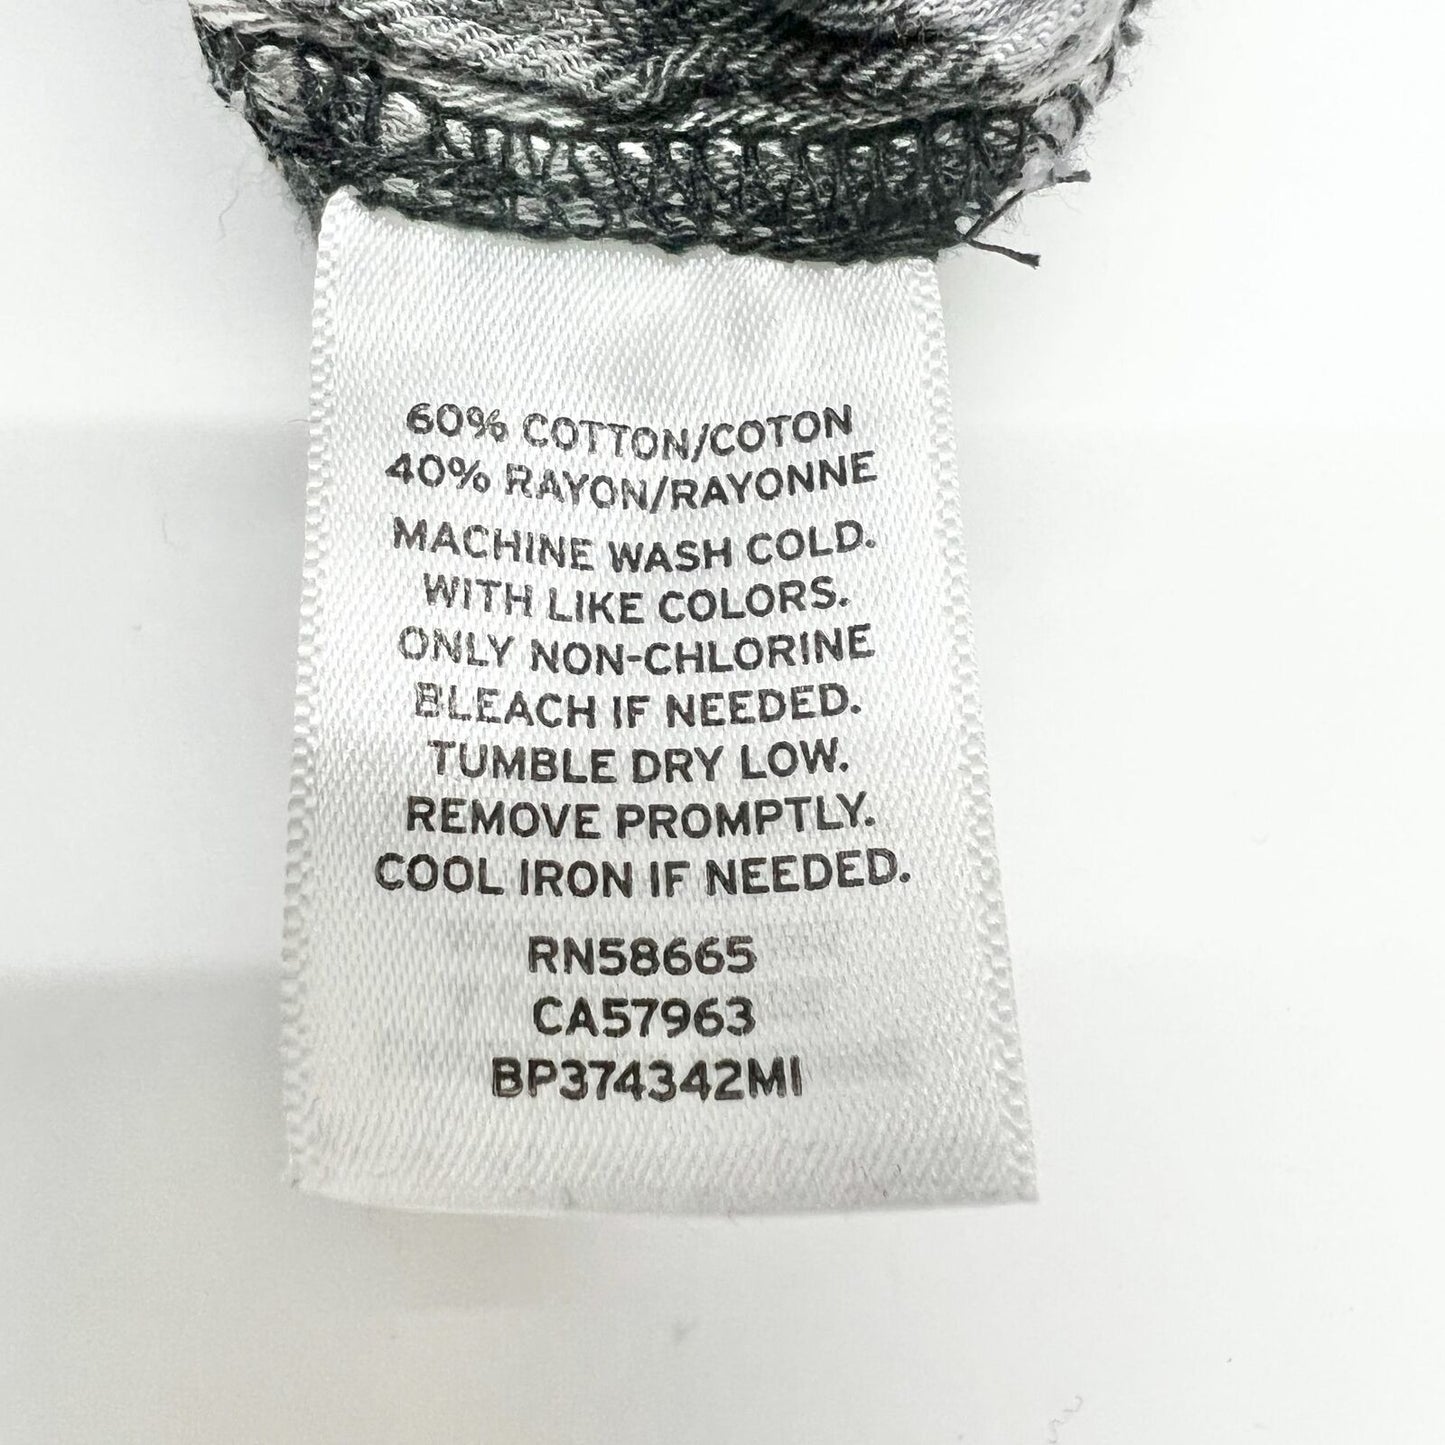 60% COTTON/COTON
40% RAYON/RAYONNE
MACHINE WASH COLD.
WITH LIKE COLORS.
ONLY NON-CHLORINE
BLEACH IF NEEDED.
TUMBLE DRY LOW.
REMOVE PROMPTLY.
COOL IRON IF NEEDED.
RN58665
CA57963
BP374342MI